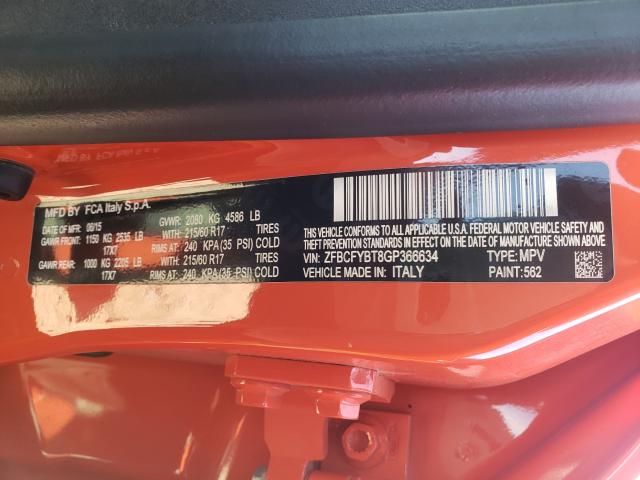 MFD BY FCA Italy S.p.A.
DATE OF MFR: 06/15 GVWR: 2080 KG 4586 LB
GAWR FRONT: 1150 KG 2535 LB WITH 215/60 R17 TIRES
17X7 RIMS AT: 240 KPA(35 PSI) COLD
GAWR REAR: 1000 KG 2205 LB WITH 215/60 R17 TIRES
17X7 RIMS AT: 240 KPA (35 PSI) COLD
THIS VEHICLE CONFORMS TO ALL APPLICABLE U.S.A.
FEDERAL MOTOR VEHICLE SAFETY, BUMPER AND THEFT
PREVENTION STANDARDS IN EFFECT ON THE DATE OF
MANUFACTURE SHOWN ABOVE.
VIN: ZFBCFYBT8GP366634 TYPE: MPV
VEHICLE MADE IN: ITALY PAINT: 562